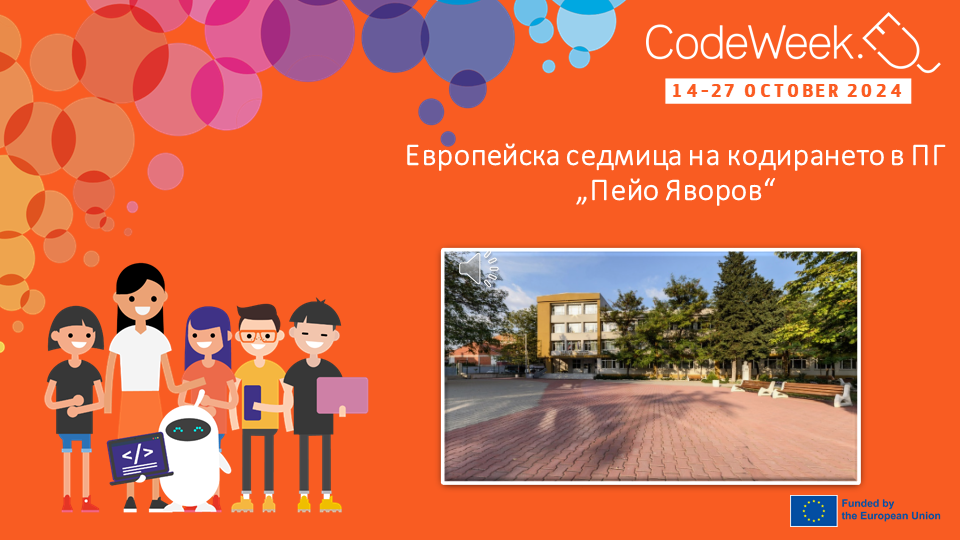 CodeWeek.
14-27 OCTOBER 2024
Европейска седмица на кодирането в ПГ
„Пейо Яворов“
</>
Funded by
the European Union